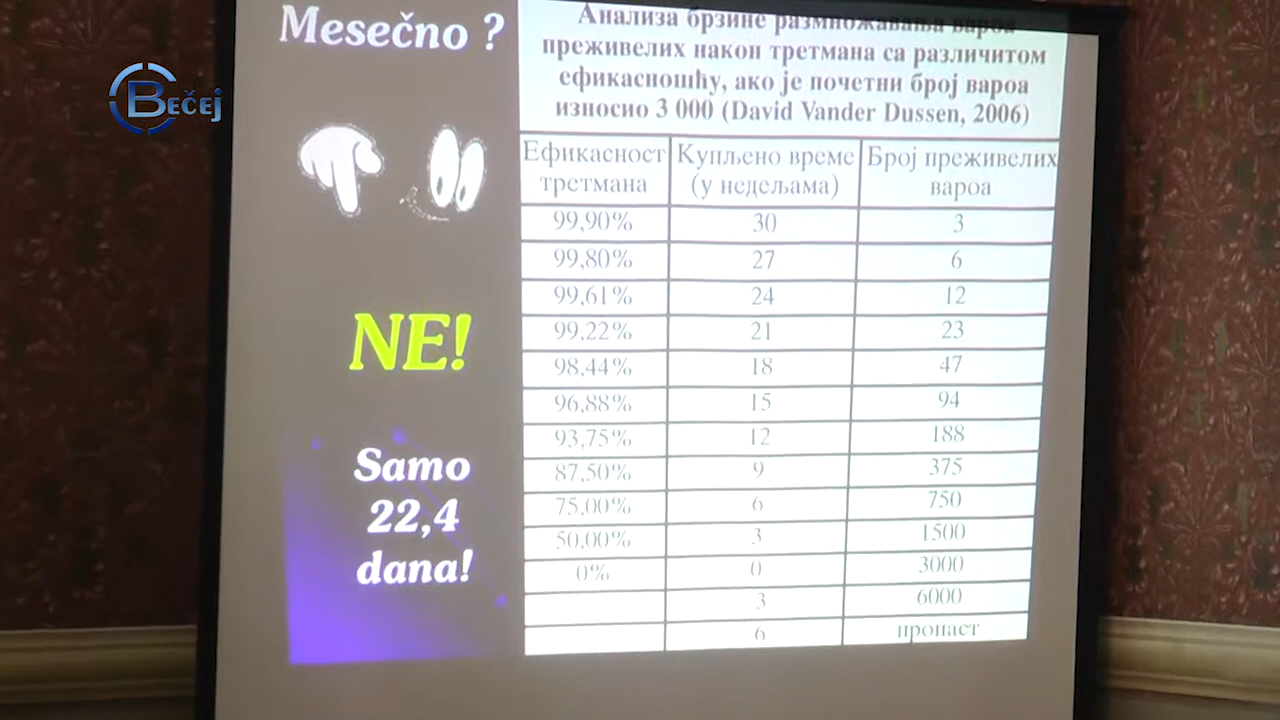 Mesečno ?
BEČEJ
NE!
Samo
22,4
dana!
Анализа брзине размножавања вароа
преживелих након третмана са различитом
ефикасношћу, ако је почетни број вароа
износио 3 000 (David Vander Dussen, 2006)
Ефикасност третмана Купљено време (у недељама) Број преживелих вароа
99,90% 30 3
99,80% 27 6
99,61% 24 12
99,22% 21 23
98,44% 18 47
96,88% 15 94
93,75% 12 188
87,50% 9 375
75,00% 6 750
50,00% 3 1500
0% 0 3000
3 6000
6 пропаст